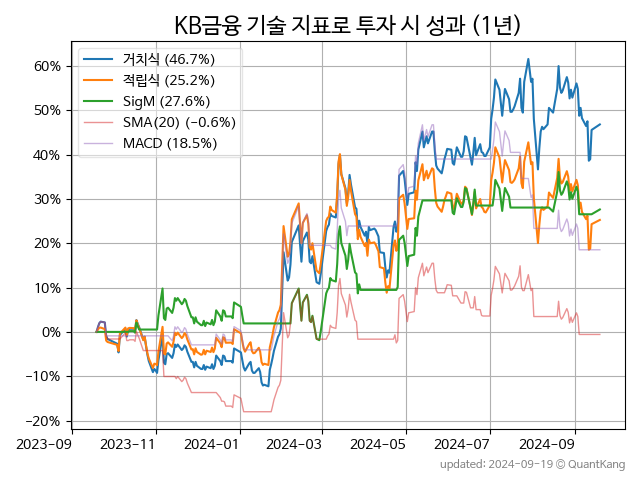 KB금융 기술 지표로 투자 시 성과 (1년)
거치식 (46.7%)
적립식 (25.2%)
SigM (27.6%)
SMA(20) (−0.6%)
MACD (18.5%)
60%
50%
40%
30%
20%
10%
0%
−10%
−20%
2023-09 2023-11 2024-01 2024-03 2024-05 2024-07 2024-09
updated: 2024-09-19 © QuantKang